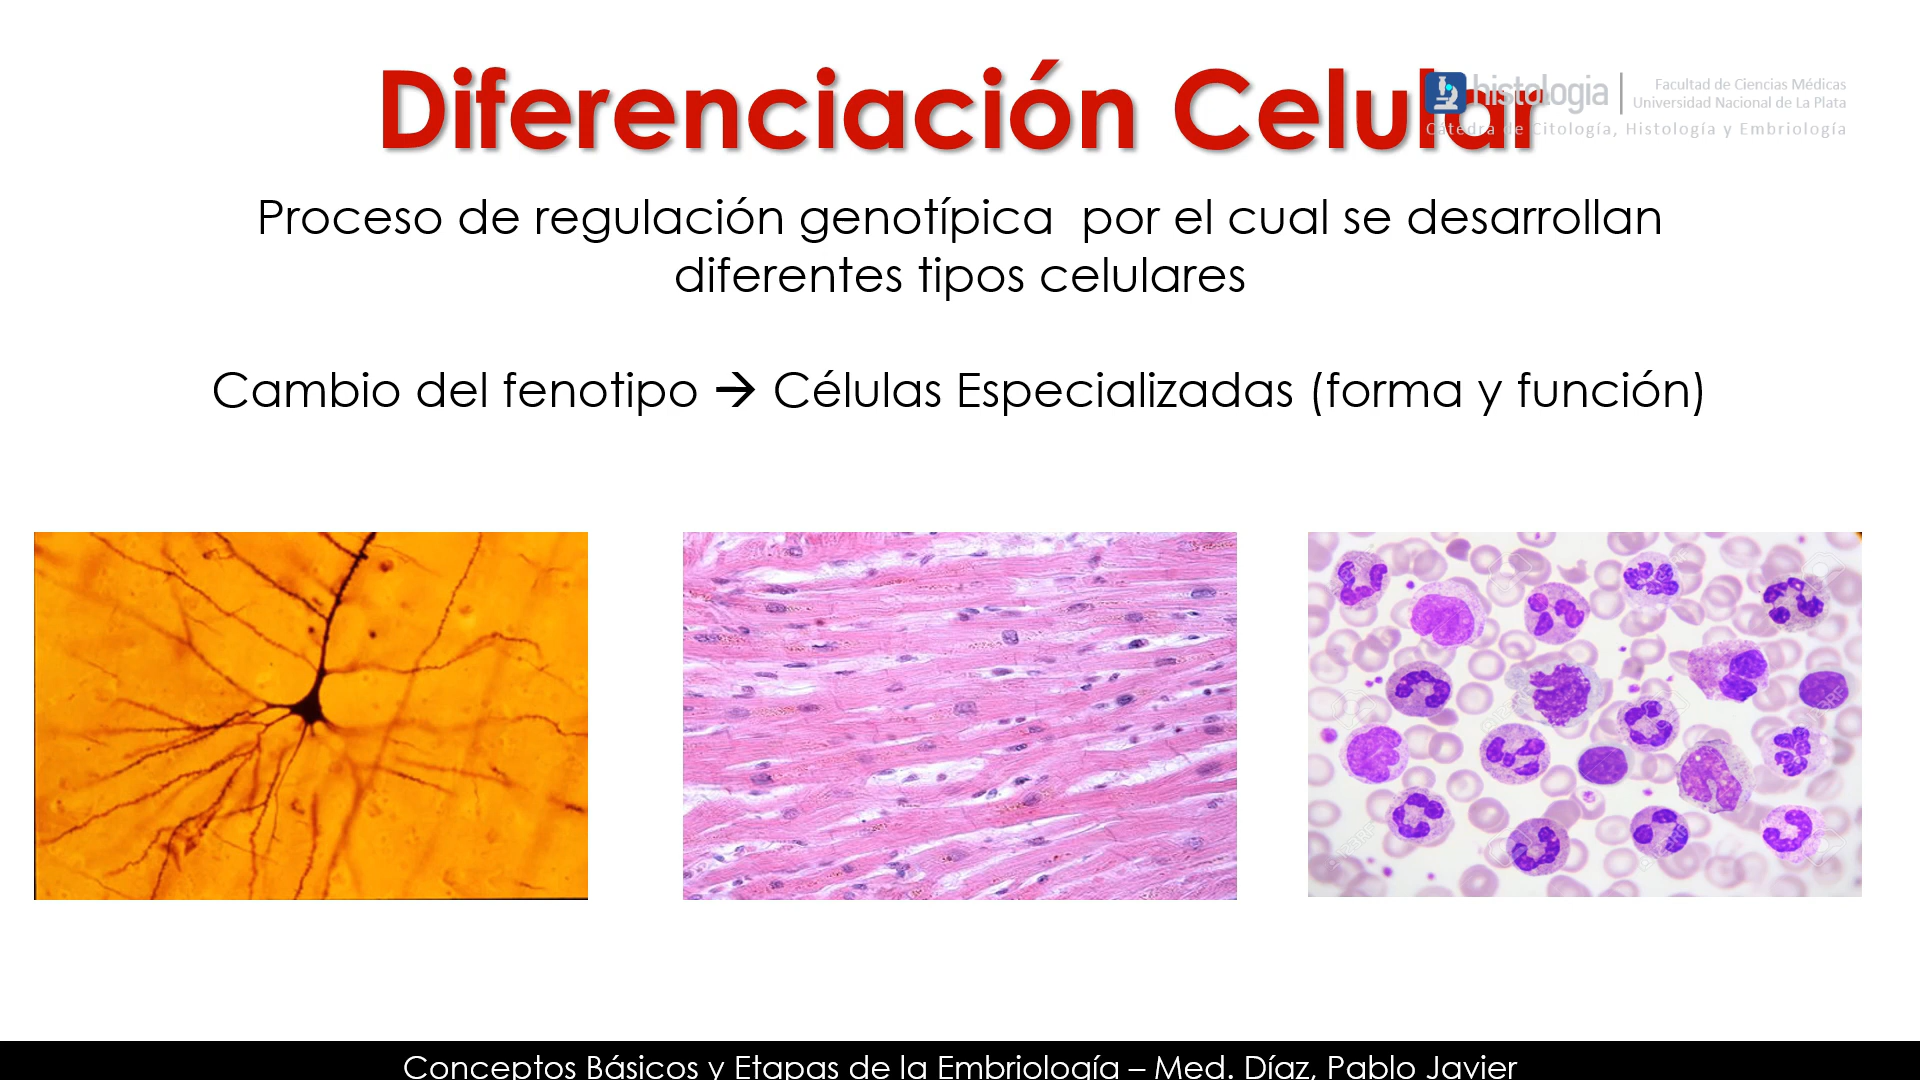 Diferenciación Celular
histologia
Facultad de Ciencias Médicas
Universidad Nacional de La Plata
Cátedra de Citología, Histología y Embriología
Proceso de regulación genotípica  por el cual se desarrollan
diferentes tipos celulares
Cambio del fenotipo → Células Especializadas (forma y función)
Conceptos Básicos y Etapas de la Embriología – Med. Díaz, Pablo Javier